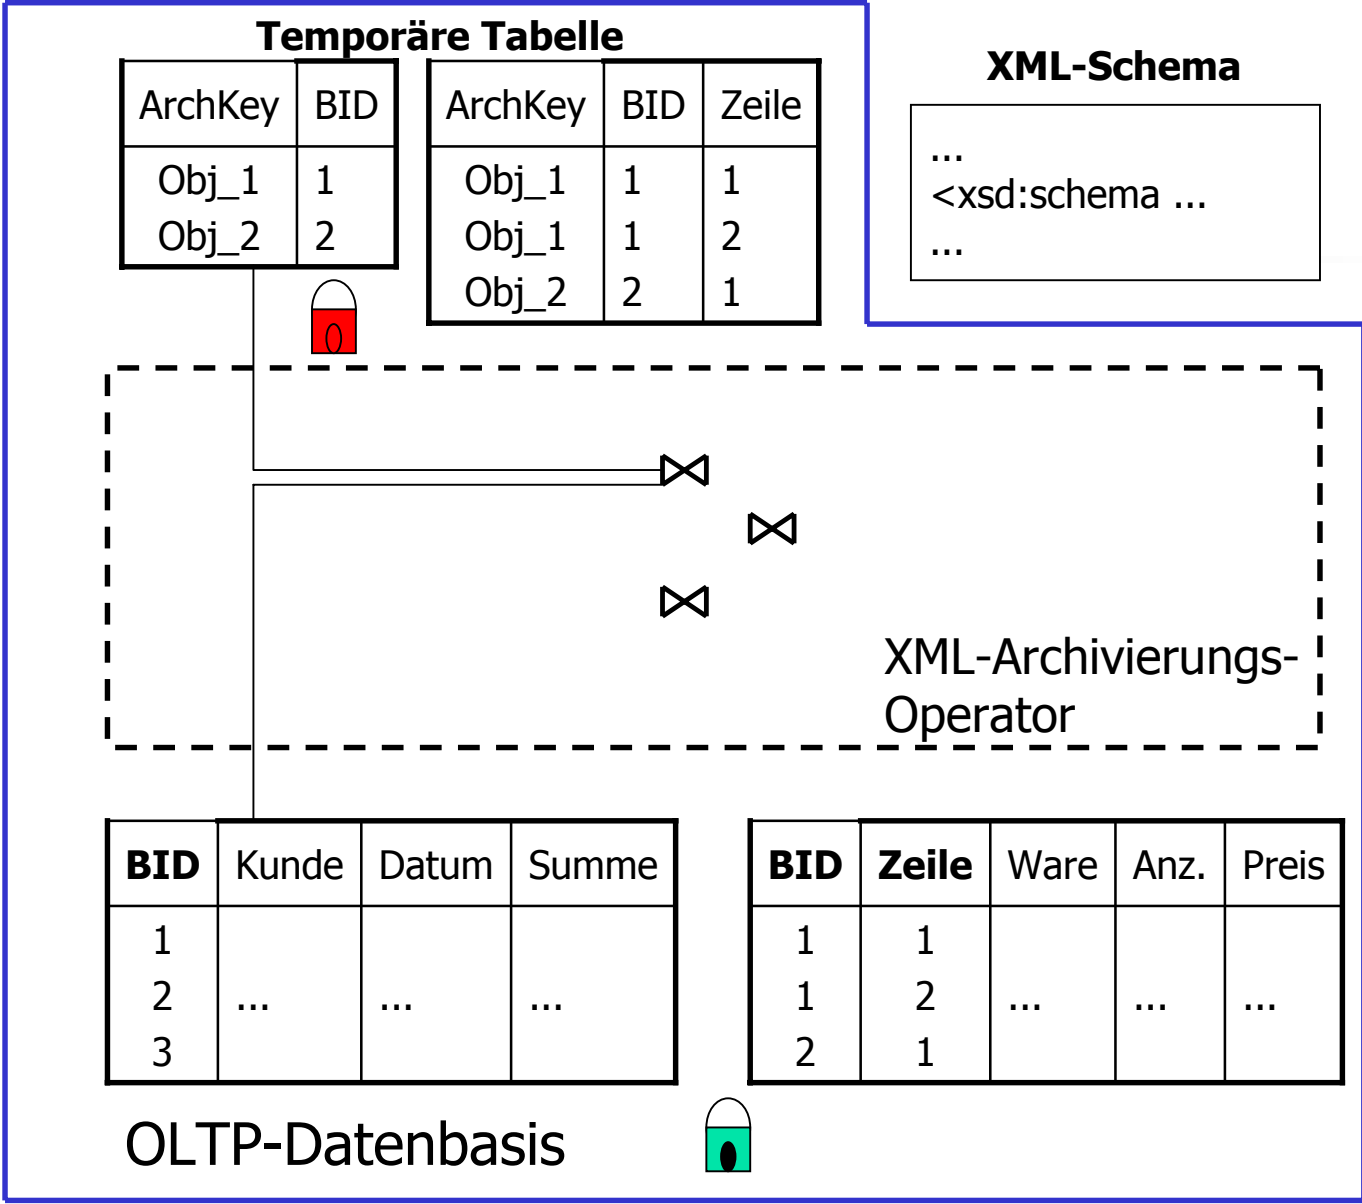 Temporäre Tabelle
ArchKey BID
Obj_1 1
Obj_2 2
ArchKey BID Zeile
Obj_1 1 1
Obj_1 1 2
Obj_2 2 1
XML-Schema
...
<xsd:schema ...
...
XML-Archivierungs-
Operator
BID Kunde Datum Summe
1
2 ... ... ...
3
BID Zeile Ware Anz. Preis
1 1
1 2 ... ... ...
2 1
OLTP-Datenbasis